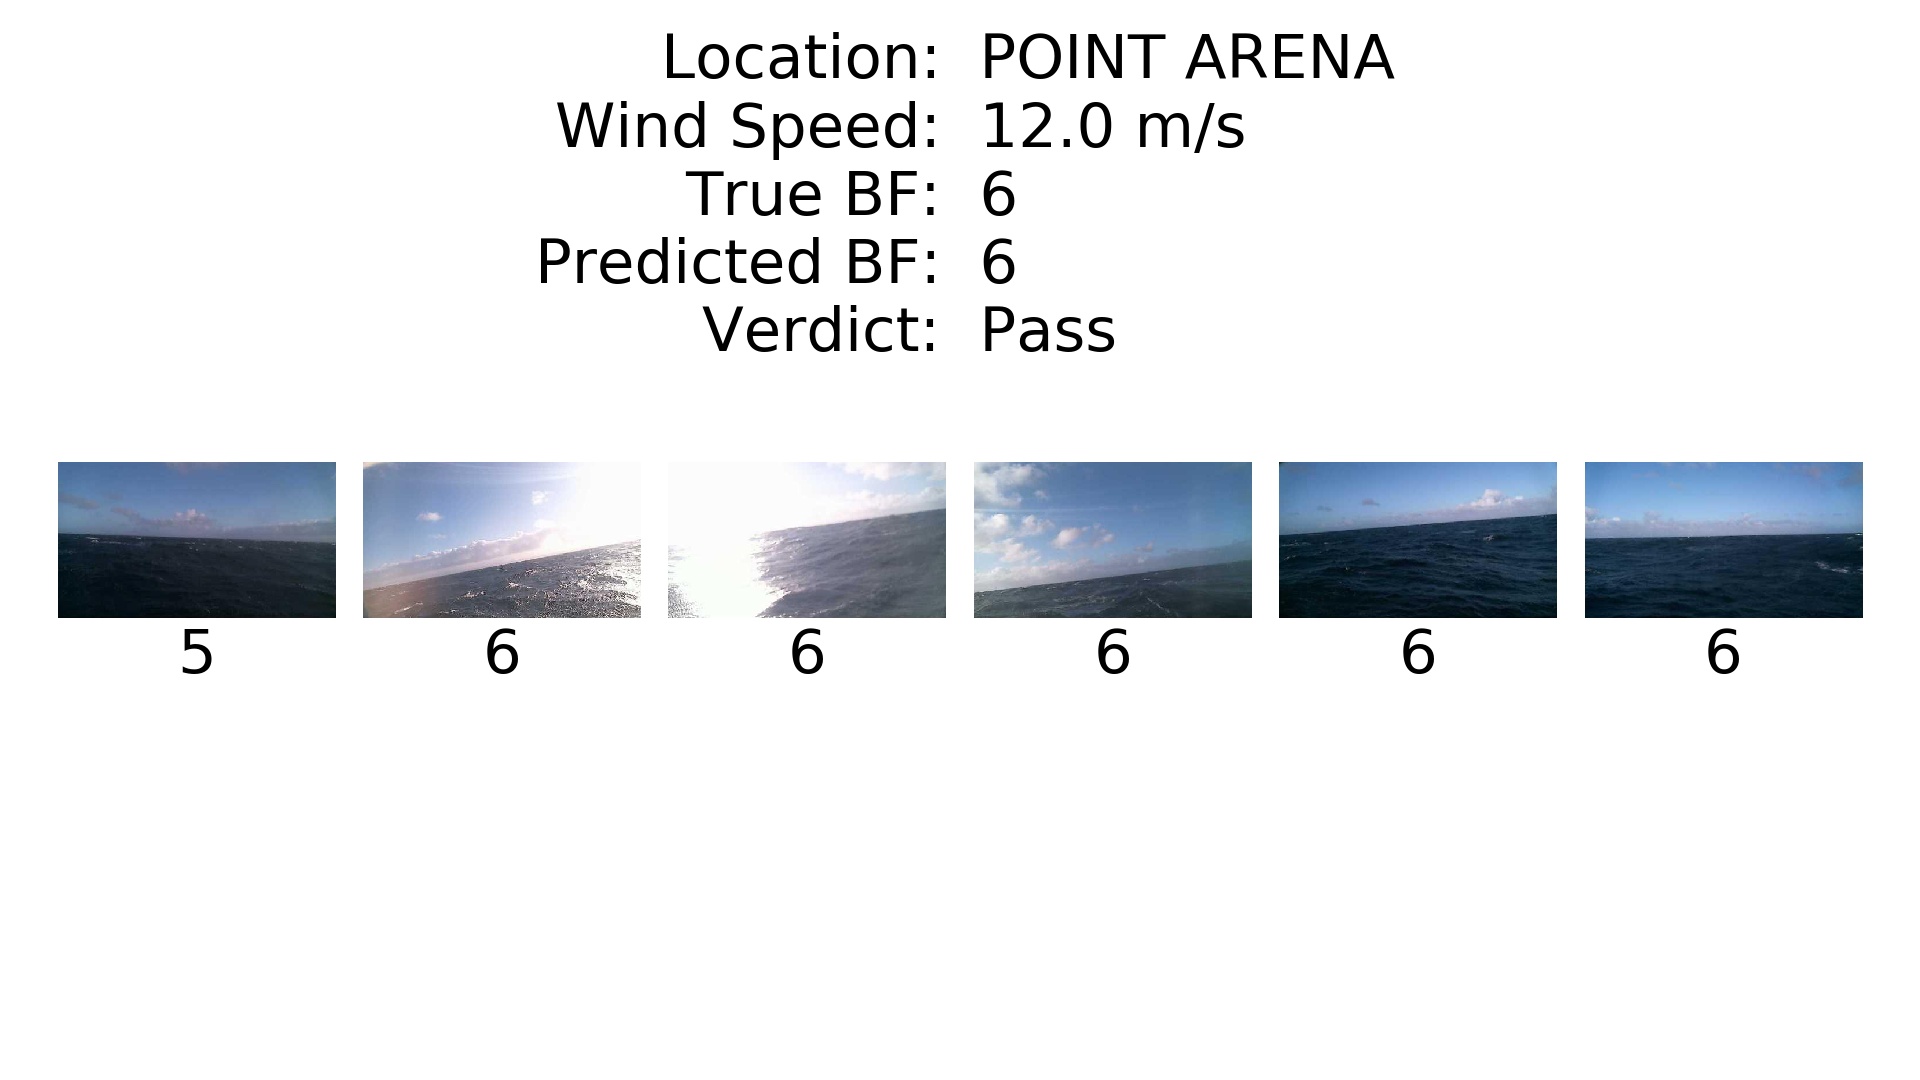 Location: POINT ARENA
Wind Speed: 12.0 m/s
True BF: 6
Predicted BF: 6
Verdict: Pass
5 6 6 6 6 6